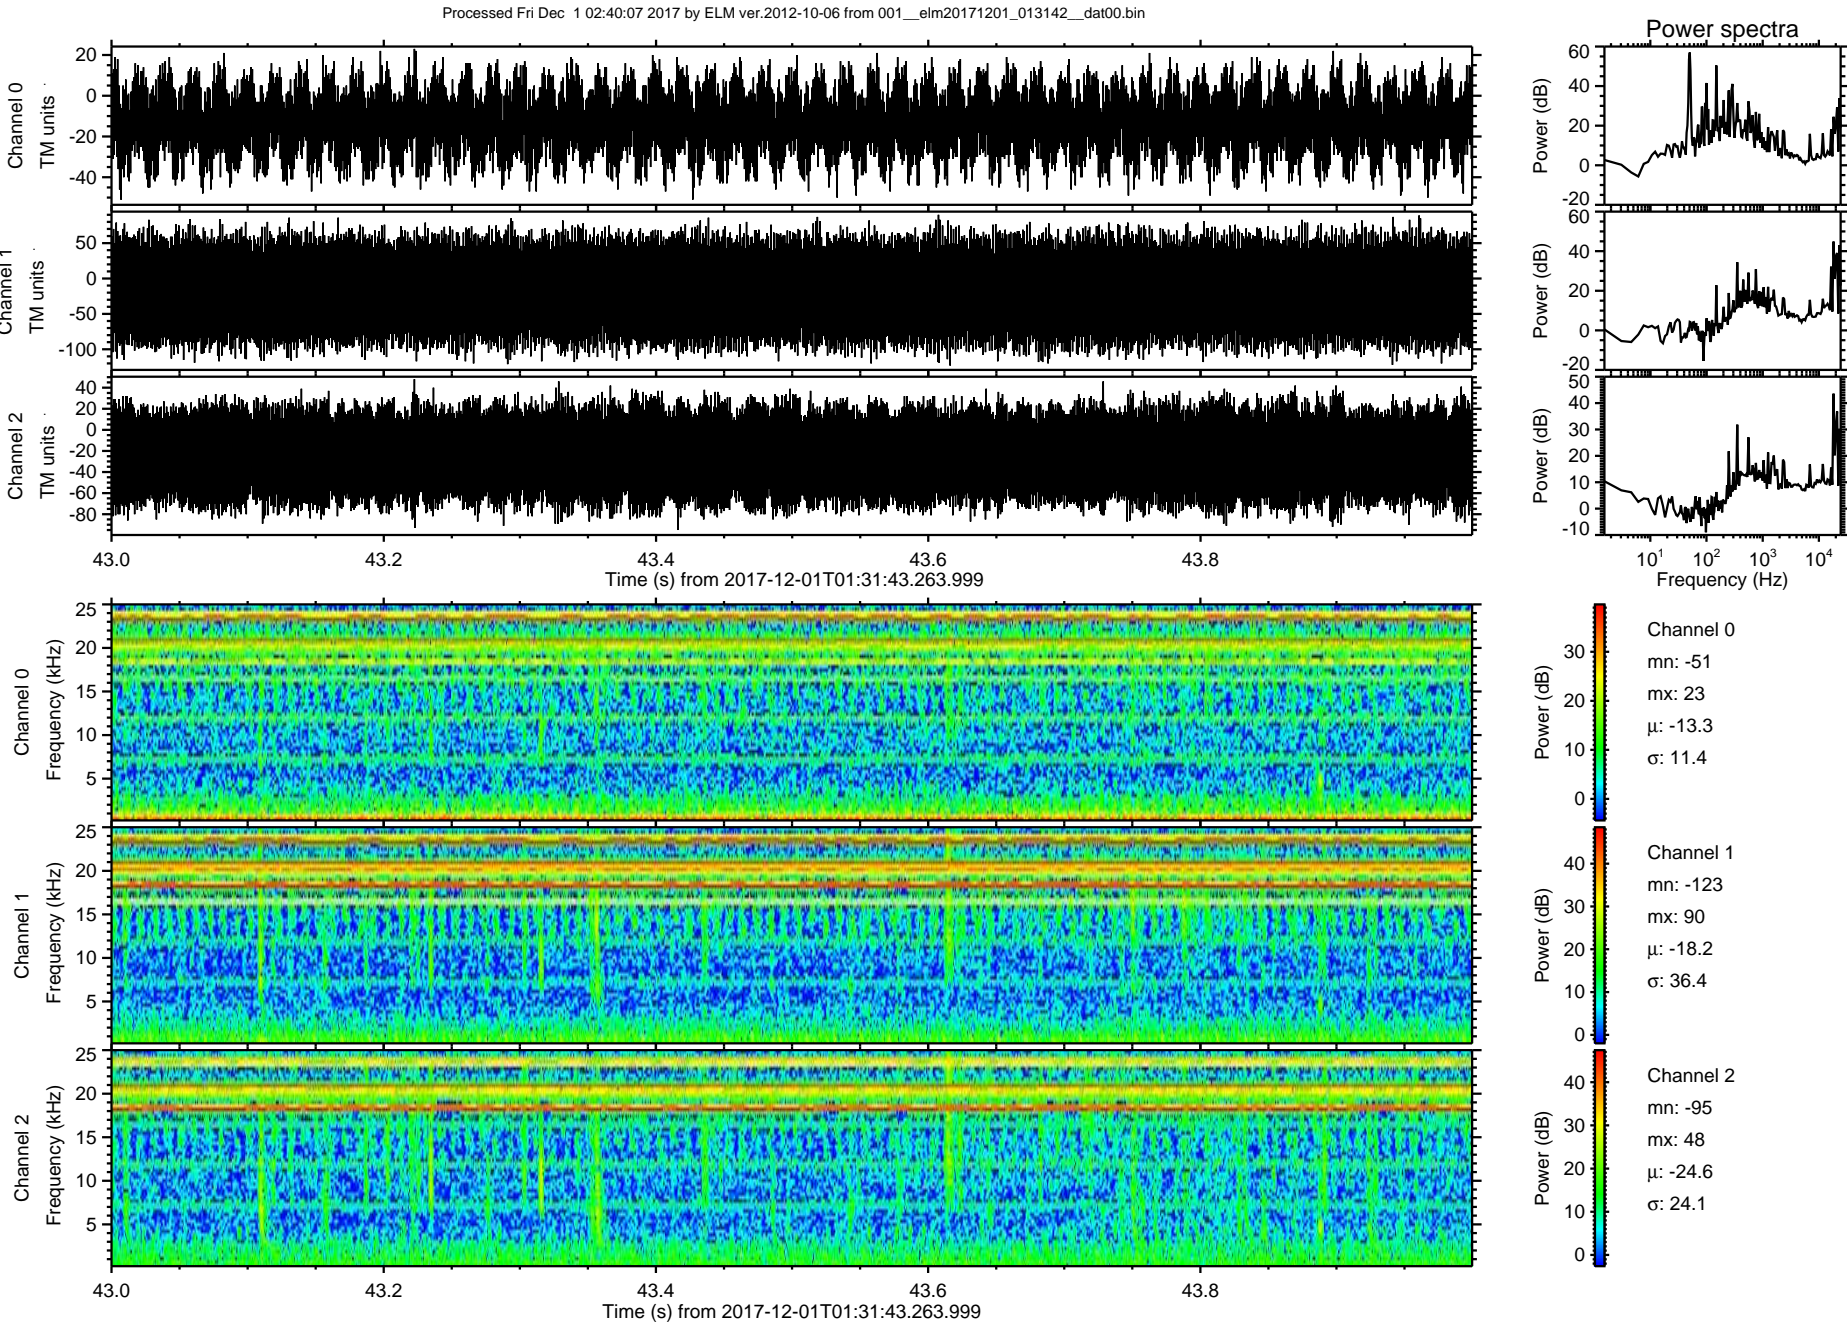 Processed Fri Dec  1 02:40:07 2017 by ELM ver.2012-10-06 from 001__elm20171201_013142__dat00.bin
Power spectra
Channel 0
TM units
20
0
-20
-40
Power (dB)
60
40
20
0
-20
Channel 1
TM units
50
0
-50
-100
Power (dB)
60
40
20
0
-20
Channel 2
TM units
40
20
0
-20
-40
-60
-80
Power (dB)
50
40
30
20
10
0
-10
43.0 43.2 43.4 43.6 43.8
Time (s) from 2017-12-01T01:31:43.263.999
10^1 10^2 10^3 10^4
Frequency (Hz)
Channel 0
Frequency (kHz)
25
20
15
10
5
Power (dB)
30
20
10
0
Channel 0
mn: -51
mx: 23
μ: -13.3
σ: 11.4
Channel 1
Frequency (kHz)
25
20
15
10
5
Power (dB)
40
30
20
10
0
Channel 1
mn: -123
mx: 90
μ: -18.2
σ: 36.4
Channel 2
Frequency (kHz)
25
20
15
10
5
Power (dB)
40
30
20
10
0
Channel 2
mn: -95
mx: 48
μ: -24.6
σ: 24.1
43.0 43.2 43.4 43.6 43.8
Time (s) from 2017-12-01T01:31:43.263.999